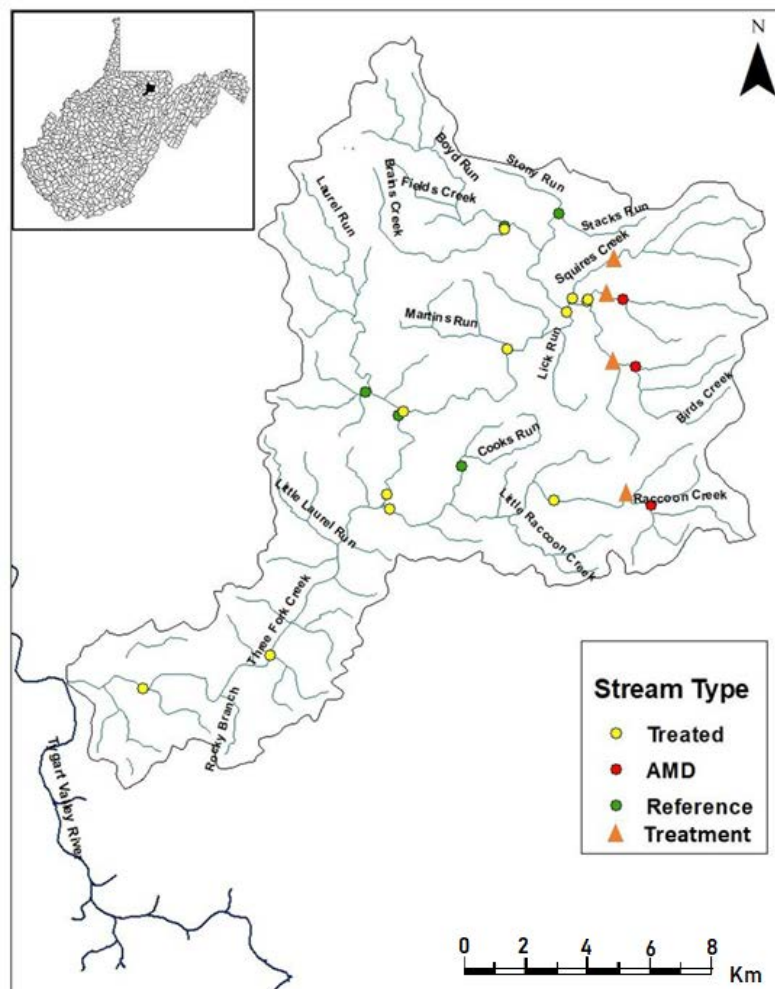 N
Boyd Run
Stony Run
Brains Creek
Fields Creek
Laurel Run
Stacks Run
Squires Creek
Martins Run
Lick Run
Birds Creek
Cooks Run
Little Laurel Run
Little Raccoon Creek
Raccoon Creek
Three Fork Creek
Rocky Branch
Tygart Valley River
Stream Type
Treated
AMD
Reference
Treatment
0 2 4 6 8
Km